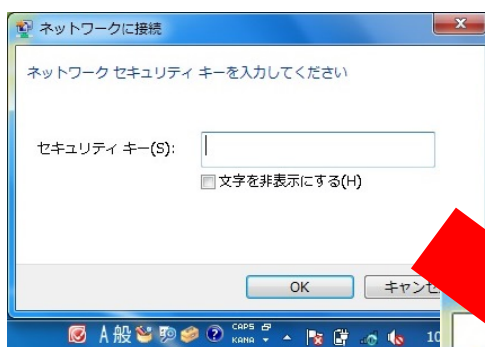 ネットワークに接続
ネットワーク セキュリティ キーを入力してください
セキュリティ キー(S):
文字を非表示にする(H)
OK キャンセ
A 般 CAPS
KANA
10